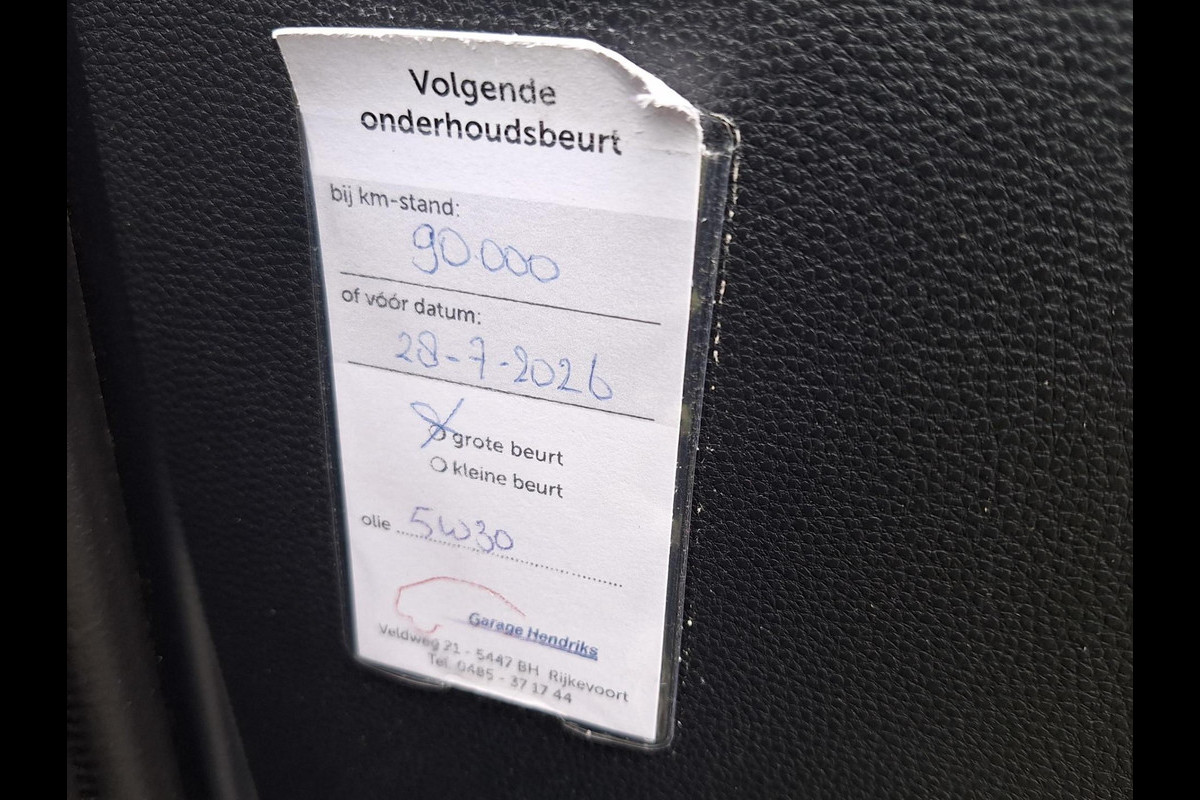 Volgende
onderhoudsbeurt
bij km-stand:
90.000
of vóór datum:
28-7-2026
grote beurt
kleine beurt
olie 5w30
Garage Hendriks
Veldweg 21 - 5447 BH Rijkevoort
Tel. 0485 - 37 17 44